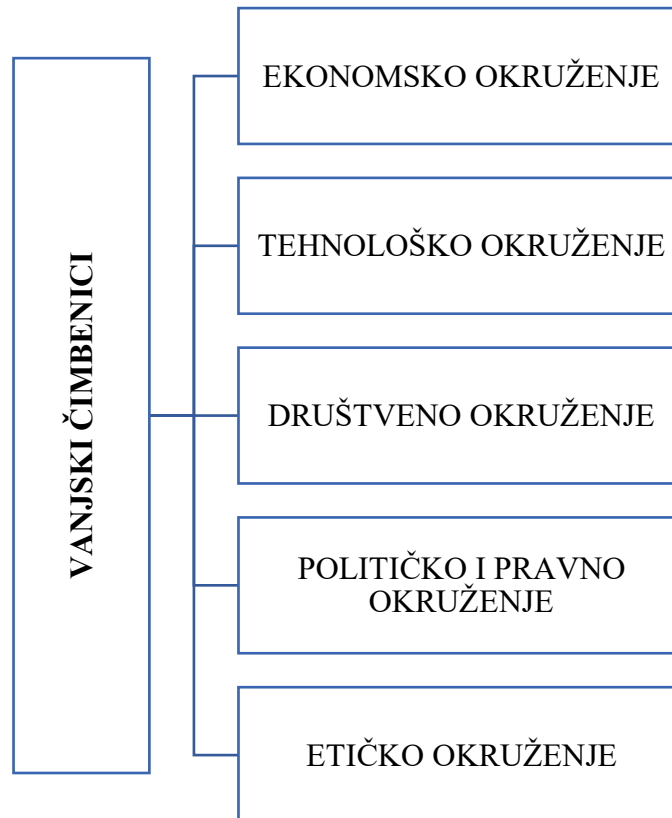 VANJSKI ČIMBENICI
EKONOMSKO OKRUŽENJE
TEHNOLOŠKO OKRUŽENJE
DRUŠTVENO OKRUŽENJE
POLITIČKO I PRAVNO
OKRUŽENJE
ETIČKO OKRUŽENJE